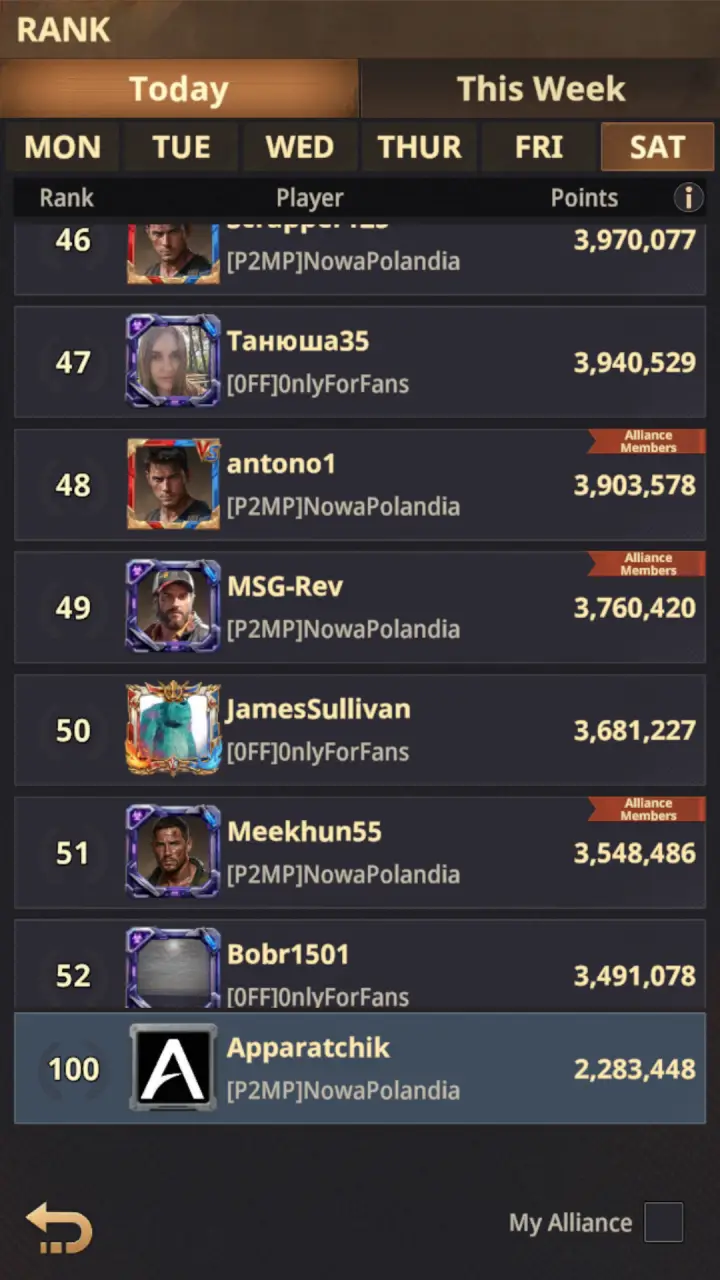 RANK
Today
This Week
MON TUE WED THUR FRI SAT
Rank Player Points i
46
3,970,077
[P2MP]NowaPolandia
Танюша35
47
3,940,529
[0FF]0nlyForFans
Alliance
Members
antono1
48
3,903,578
[P2MP]NowaPolandia
Alliance
Members
MSG-Rev
49
3,760,420
[P2MP]NowaPolandia
JamesSullivan
50
3,681,227
[0FF]0nlyForFans
Alliance
Members
Meekhun55
51
3,548,486
[P2MP]NowaPolandia
Bobr1501
52
3,491,078
[0FF]0nlyForFans
Apparatchik
100
2,283,448
[P2MP]NowaPolandia
My Alliance